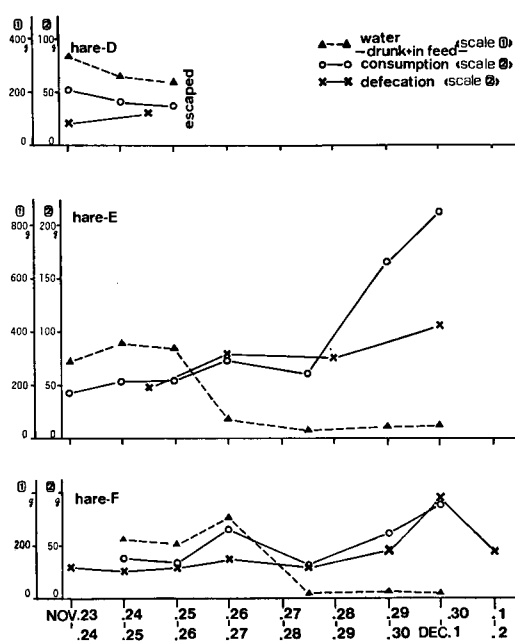 ① ②
400 g 100 g
hare-D
water (scale ①)
—drunk+in feed—
consumption (scale ②)
defecation (scale ②)
200 50
escaped
0 0
① ②
g g
800 200
hare-E
600 150
400 100
200 50
0 0
① ②
g g
hare-F
200 50
0 0
NOV.23 .24 .25 .26 .27 .28 .29 .30 .1
.24 .25 .26 .27 .28 .29 .30 DEC.1 .2